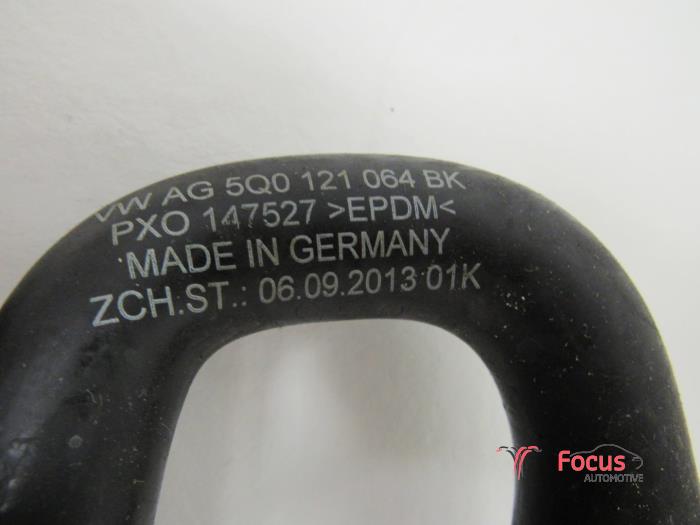 VW AG 5Q0 121 064 BK
PXO 147527 >EPDM<
MADE IN GERMANY
ZCH.ST.: 06.09.2013 01K
Focus
AUTOMOTIVE